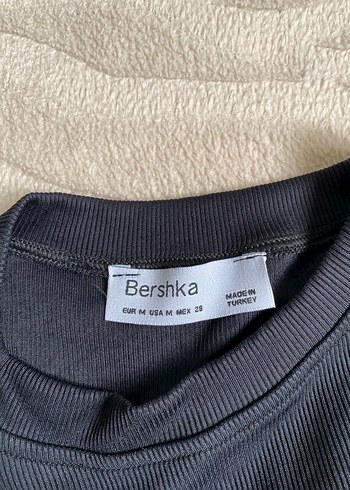 Bershka
EUR M USA M MEX 28
MADE IN
TURKEY